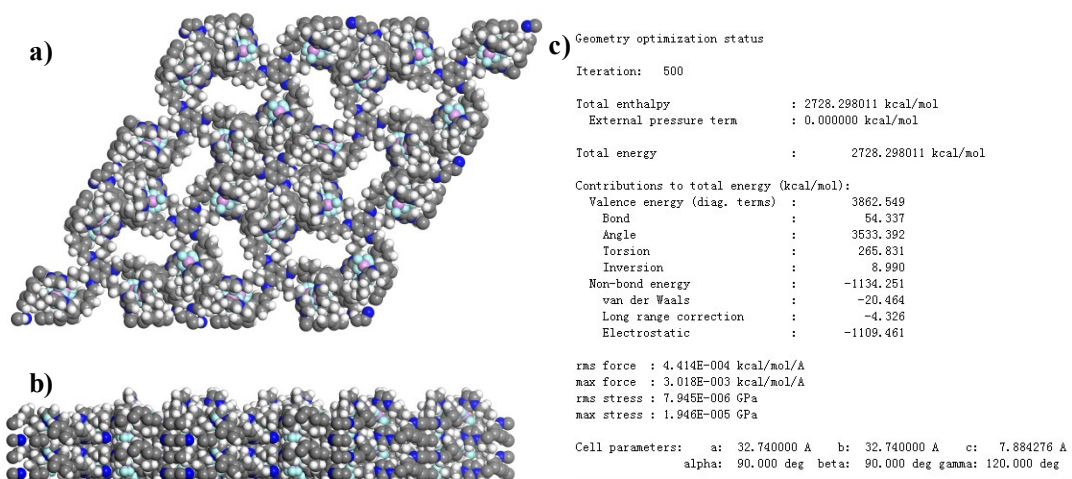 a)
b)
c)
Geometry optimization status
Iteration: 500
Total enthalpy : 2728.298011 kcal/mol
External pressure term : 0.000000 kcal/mol
Total energy : 2728.298011 kcal/mol
Contributions to total energy (kcal/mol):
Valence energy (diag. terms) : 3862.549
Bond : 54.337
Angle : 3533.392
Torsion : 265.831
Inversion : 8.990
Non-bond energy : -1134.251
van der Waals : -20.464
Long range correction : -4.326
Electrostatic : -1109.461
rms force : 4.414E-004 kcal/mol/A
max force : 3.018E-003 kcal/mol/A
rms stress : 7.945E-006 GPa
max stress : 1.946E-005 GPa
Cell parameters: a: 32.740000 A b: 32.740000 A c: 7.884276 A
alpha: 90.000 deg beta: 90.000 deg gamma: 120.000 deg